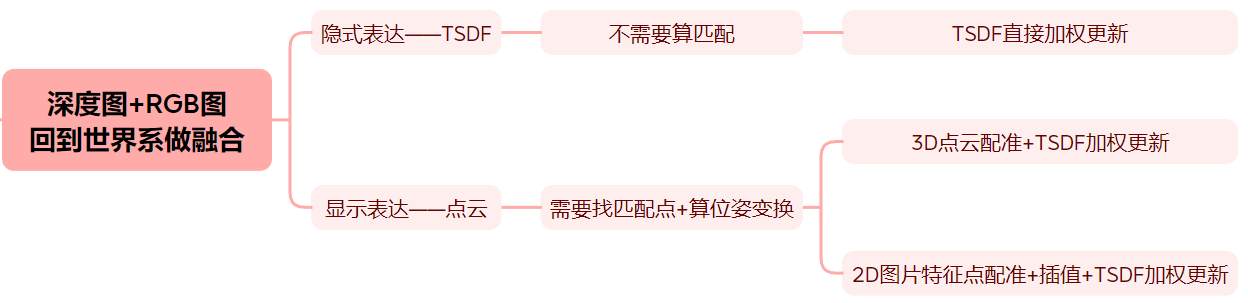 深度图+RGB图
回到世界系做融合
隐式表达——TSDF
不需要算匹配
TSDF直接加权更新
显示表达——点云
需要找匹配点+算位姿变换
3D点云配准+TSDF加权更新
2D图片特征点配准+插值+TSDF加权更新